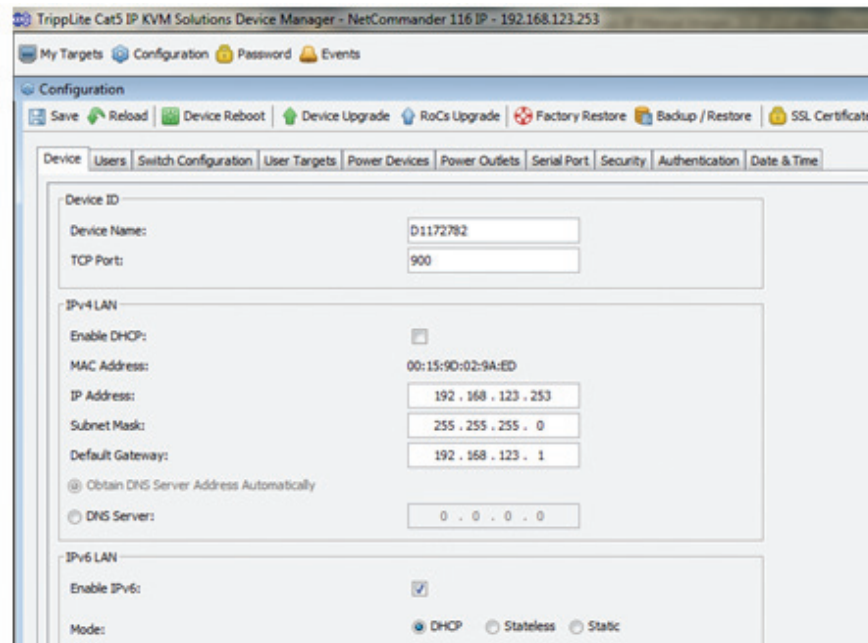 TrippLite Cat5 IP KVM Solutions Device Manager - NetCommander 116 IP - 192.168.123.253
My Targets Configuration Password Events
Configuration
Save Reload Device Reboot Device Upgrade RoCs Upgrade Factory Restore Backup / Restore SSL Certificate
Device Users Switch Configuration User Targets Power Devices Power Outlets Serial Port Security Authentication Date & Time
Device ID
Device Name: D1172782
TCP Port: 900
IPv4 LAN
Enable DHCP:
MAC Address: 00:15:9D:02:9A:ED
IP Address: 192 . 168 . 123 . 253
Subnet Mask: 255 . 255 . 255 . 0
Default Gateway: 192 . 168 . 123 . 1
Obtain DNS Server Address Automatically
DNS Server: 0 . 0 . 0 . 0
IPv6 LAN
Enable IPv6:
Mode: DHCP Stateless Static